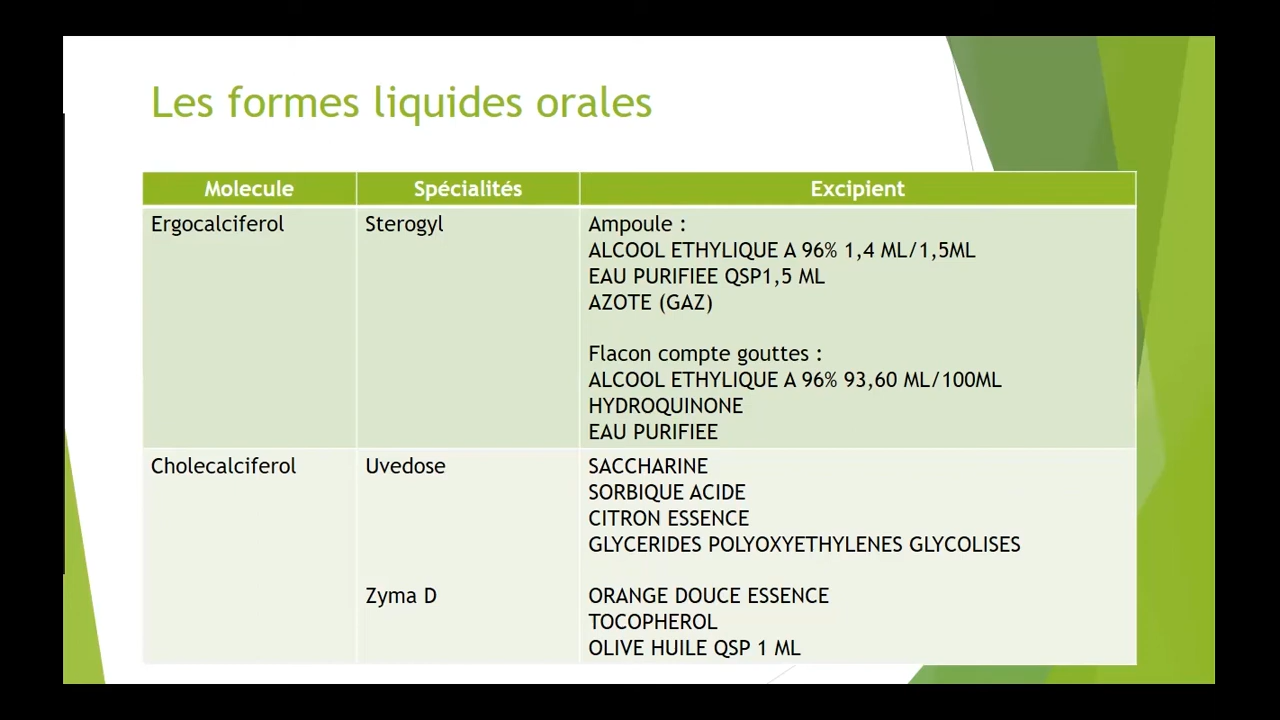 Les formes liquides orales
Molecule Spécialités Excipient
Ergocalciferol Sterogyl Ampoule :
ALCOOL ETHYLIQUE A 96% 1,4 ML/1,5ML
EAU PURIFIEE QSP1,5 ML
AZOTE (GAZ)
Flacon compte gouttes :
ALCOOL ETHYLIQUE A 96% 93,60 ML/100ML
HYDROQUINONE
EAU PURIFIEE
Cholecalciferol Uvedose SACCHARINE
SORBIQUE ACIDE
CITRON ESSENCE
GLYCERIDES POLYOXYETHYLENES GLYCOLISES
Zyma D ORANGE DOUCE ESSENCE
TOCOPHEROL
OLIVE HUILE QSP 1 ML